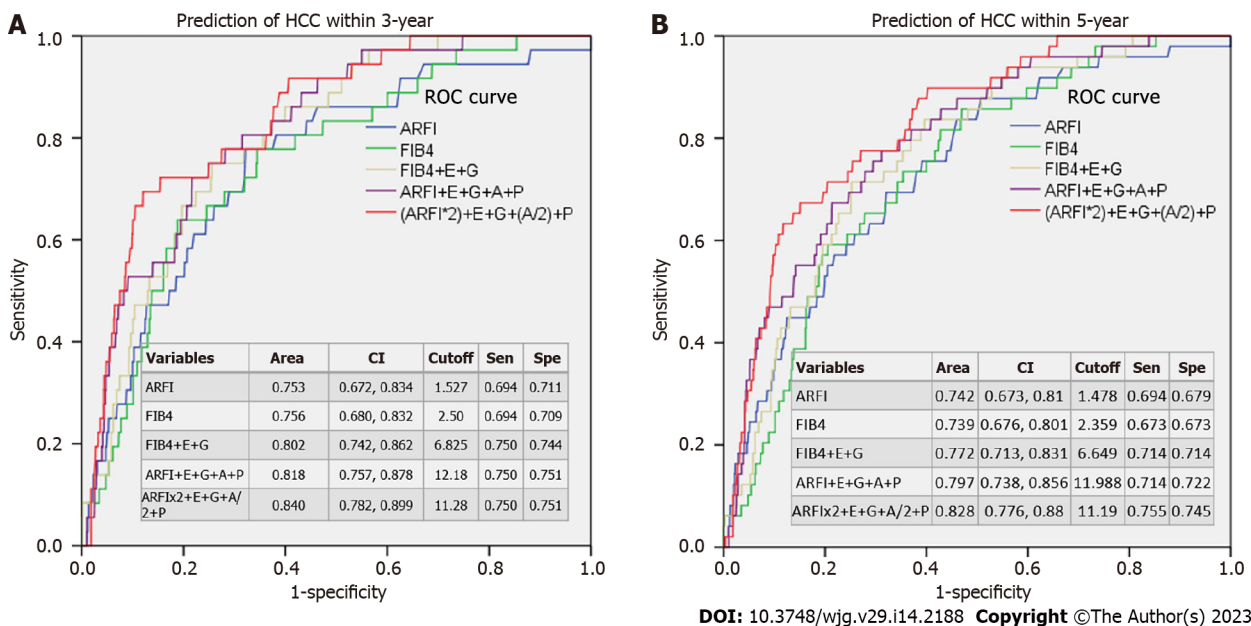 A
Prediction of HCC within 3-year
1.0
0.8
0.6
0.4
0.2
0.0
Sensitivity
ROC curve
ARFI
FIB4
FIB4+E+G
ARFI+E+G+A+P
(ARFI*2)+E+G+(A/2)+P
Variables Area CI Cutoff Sen Spe
ARFI 0.753 0.672, 0.834 1.527 0.694 0.711
FIB4 0.756 0.680, 0.832 2.50 0.694 0.709
FIB4+E+G 0.802 0.742, 0.862 6.825 0.750 0.744
ARFI+E+G+A+P 0.818 0.757, 0.878 12.18 0.750 0.751
ARFIx2+E+G+A/
2+P 0.840 0.782, 0.899 11.28 0.750 0.751
0.0 0.2 0.4 0.6 0.8 1.0
1-specificity
B
Prediction of HCC within 5-year
1.0
0.8
0.6
0.4
0.2
0.0
Sensitivity
ROC curve
ARFI
FIB4
FIB4+E+G
ARFI+E+G+A+P
(ARFI*2)+E+G+(A/2)+P
Variables Area CI Cutoff Sen Spe
ARFI 0.742 0.673, 0.81 1.478 0.694 0.679
FIB4 0.739 0.676, 0.801 2.359 0.673 0.673
FIB4+E+G 0.772 0.713, 0.831 6.649 0.714 0.714
ARFI+E+G+A+P 0.797 0.738, 0.856 11.988 0.714 0.722
ARFIx2+E+G+A/2+P 0.828 0.776, 0.88 11.19 0.755 0.745
0.0 0.2 0.4 0.6 0.8 1.0
1-specificity
DOI: 10.3748/wjg.v29.i14.2188 Copyright ©The Author(s) 2023